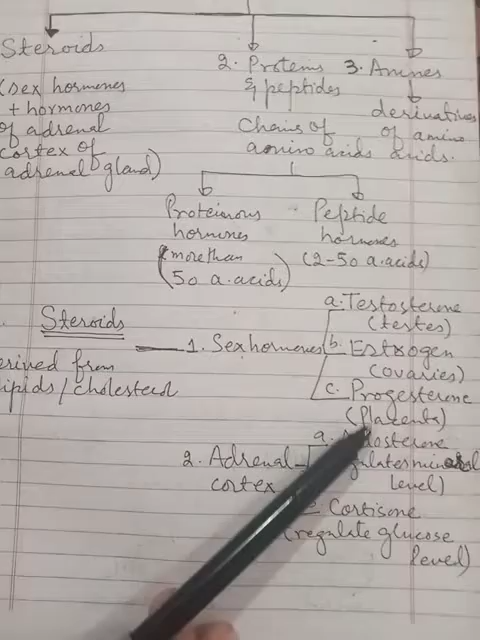 Steroids
(sex hormones
+ hormones
of adrenal
cortex of
adrenal gland)
2. Proteins
& peptides
chains of
amino acids
3. Amines
derivatives
of amino
acids.
Proteinous
hormones
(more than
50 a.acids)
Peptide
hormones
(2-50 a.acids)
Steroids
erived from
lipids/cholesterol
1. Sex hormones
a. Testosterone
(testes)
b. Estrogen
(ovaries)
c. Progesterone
(Placenta)
2. Adrenal
cortex
a.
level)
Cortisone
(regulate glucose
level)